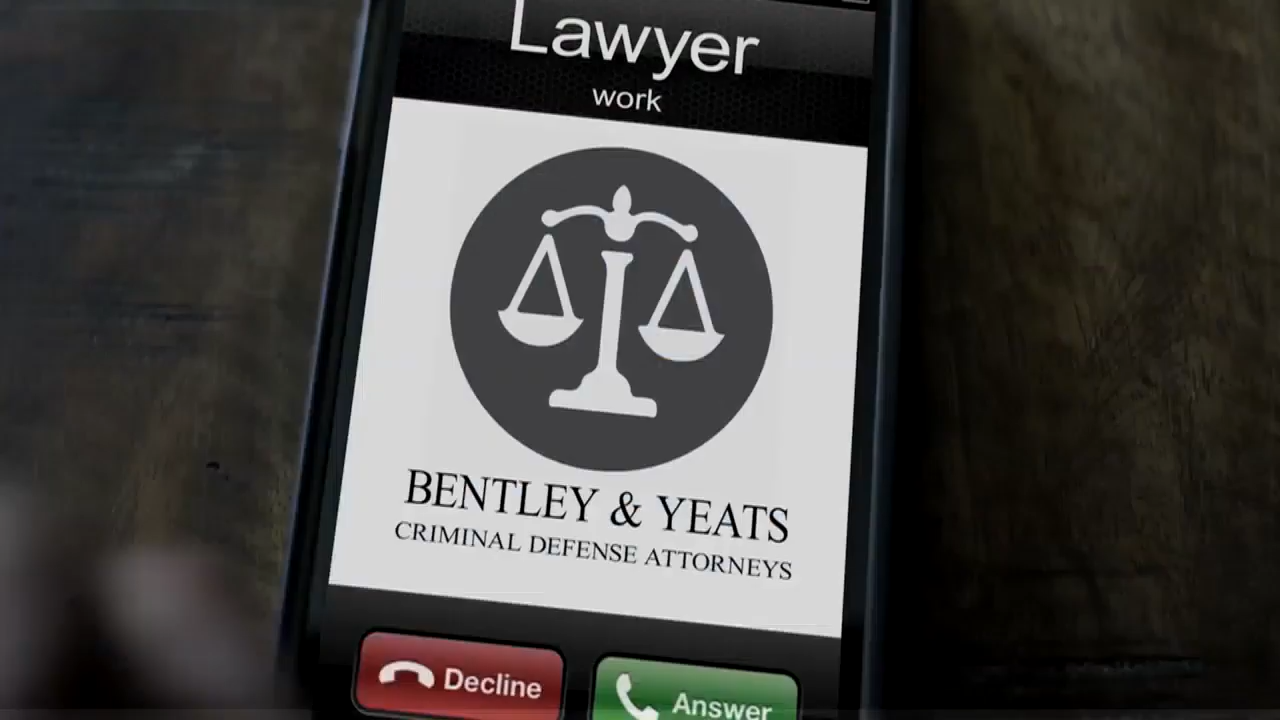 Lawyer
work
BENTLEY & YEATS
CRIMINAL DEFENSE ATTORNEYS
Decline
Answer